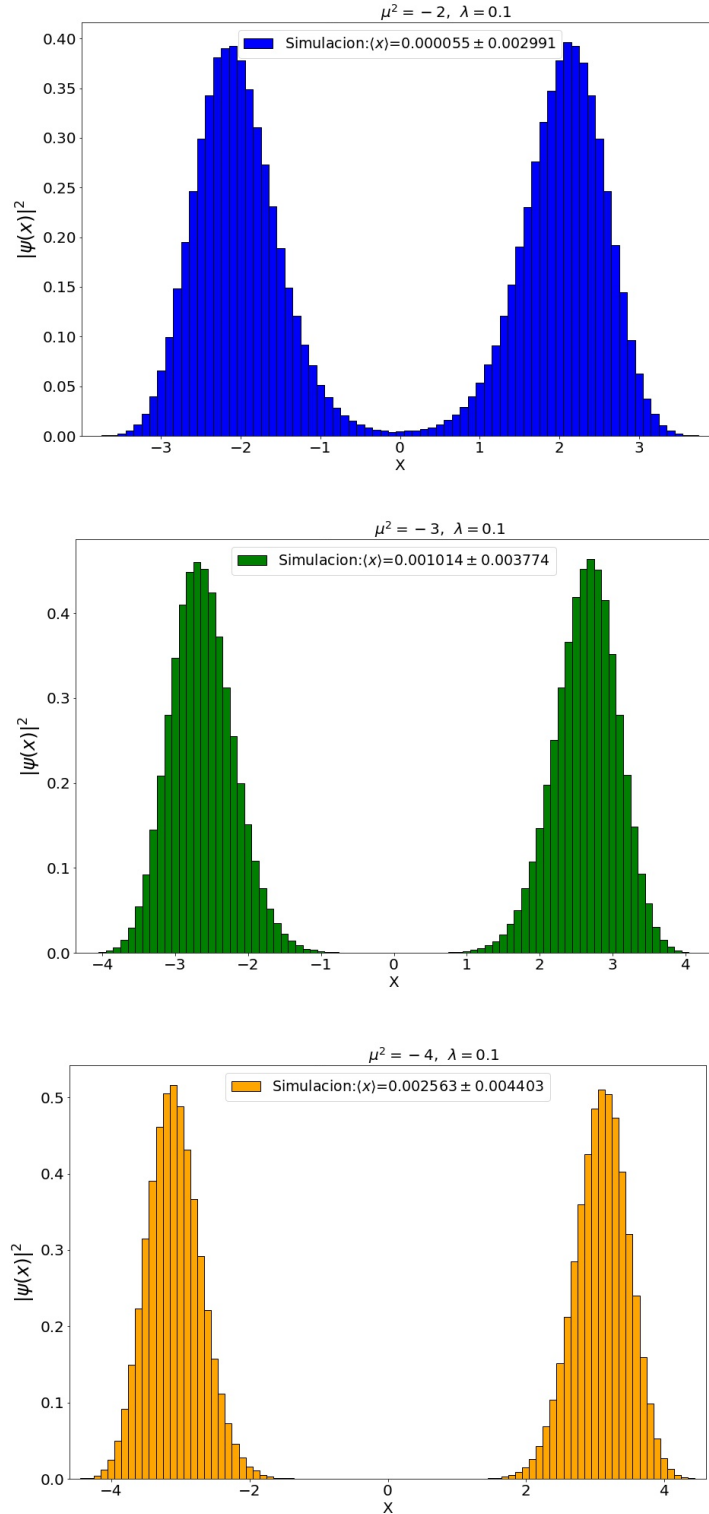 μ² = −2, λ = 0.1
Simulacion:⟨x⟩=0.000055 ± 0.002991
|ψ(x)|²
0.40
0.35
0.30
0.25
0.20
0.15
0.10
0.05
0.00
−3 −2 −1 0 1 2 3
X
μ² = −3, λ = 0.1
Simulacion:⟨x⟩=0.001014 ± 0.003774
|ψ(x)|²
0.4
0.3
0.2
0.1
0.0
−4 −3 −2 −1 0 1 2 3 4
X
μ² = −4, λ = 0.1
Simulacion:⟨x⟩=0.002563 ± 0.004403
|ψ(x)|²
0.5
0.4
0.3
0.2
0.1
0.0
−4 −2 0 2 4
X